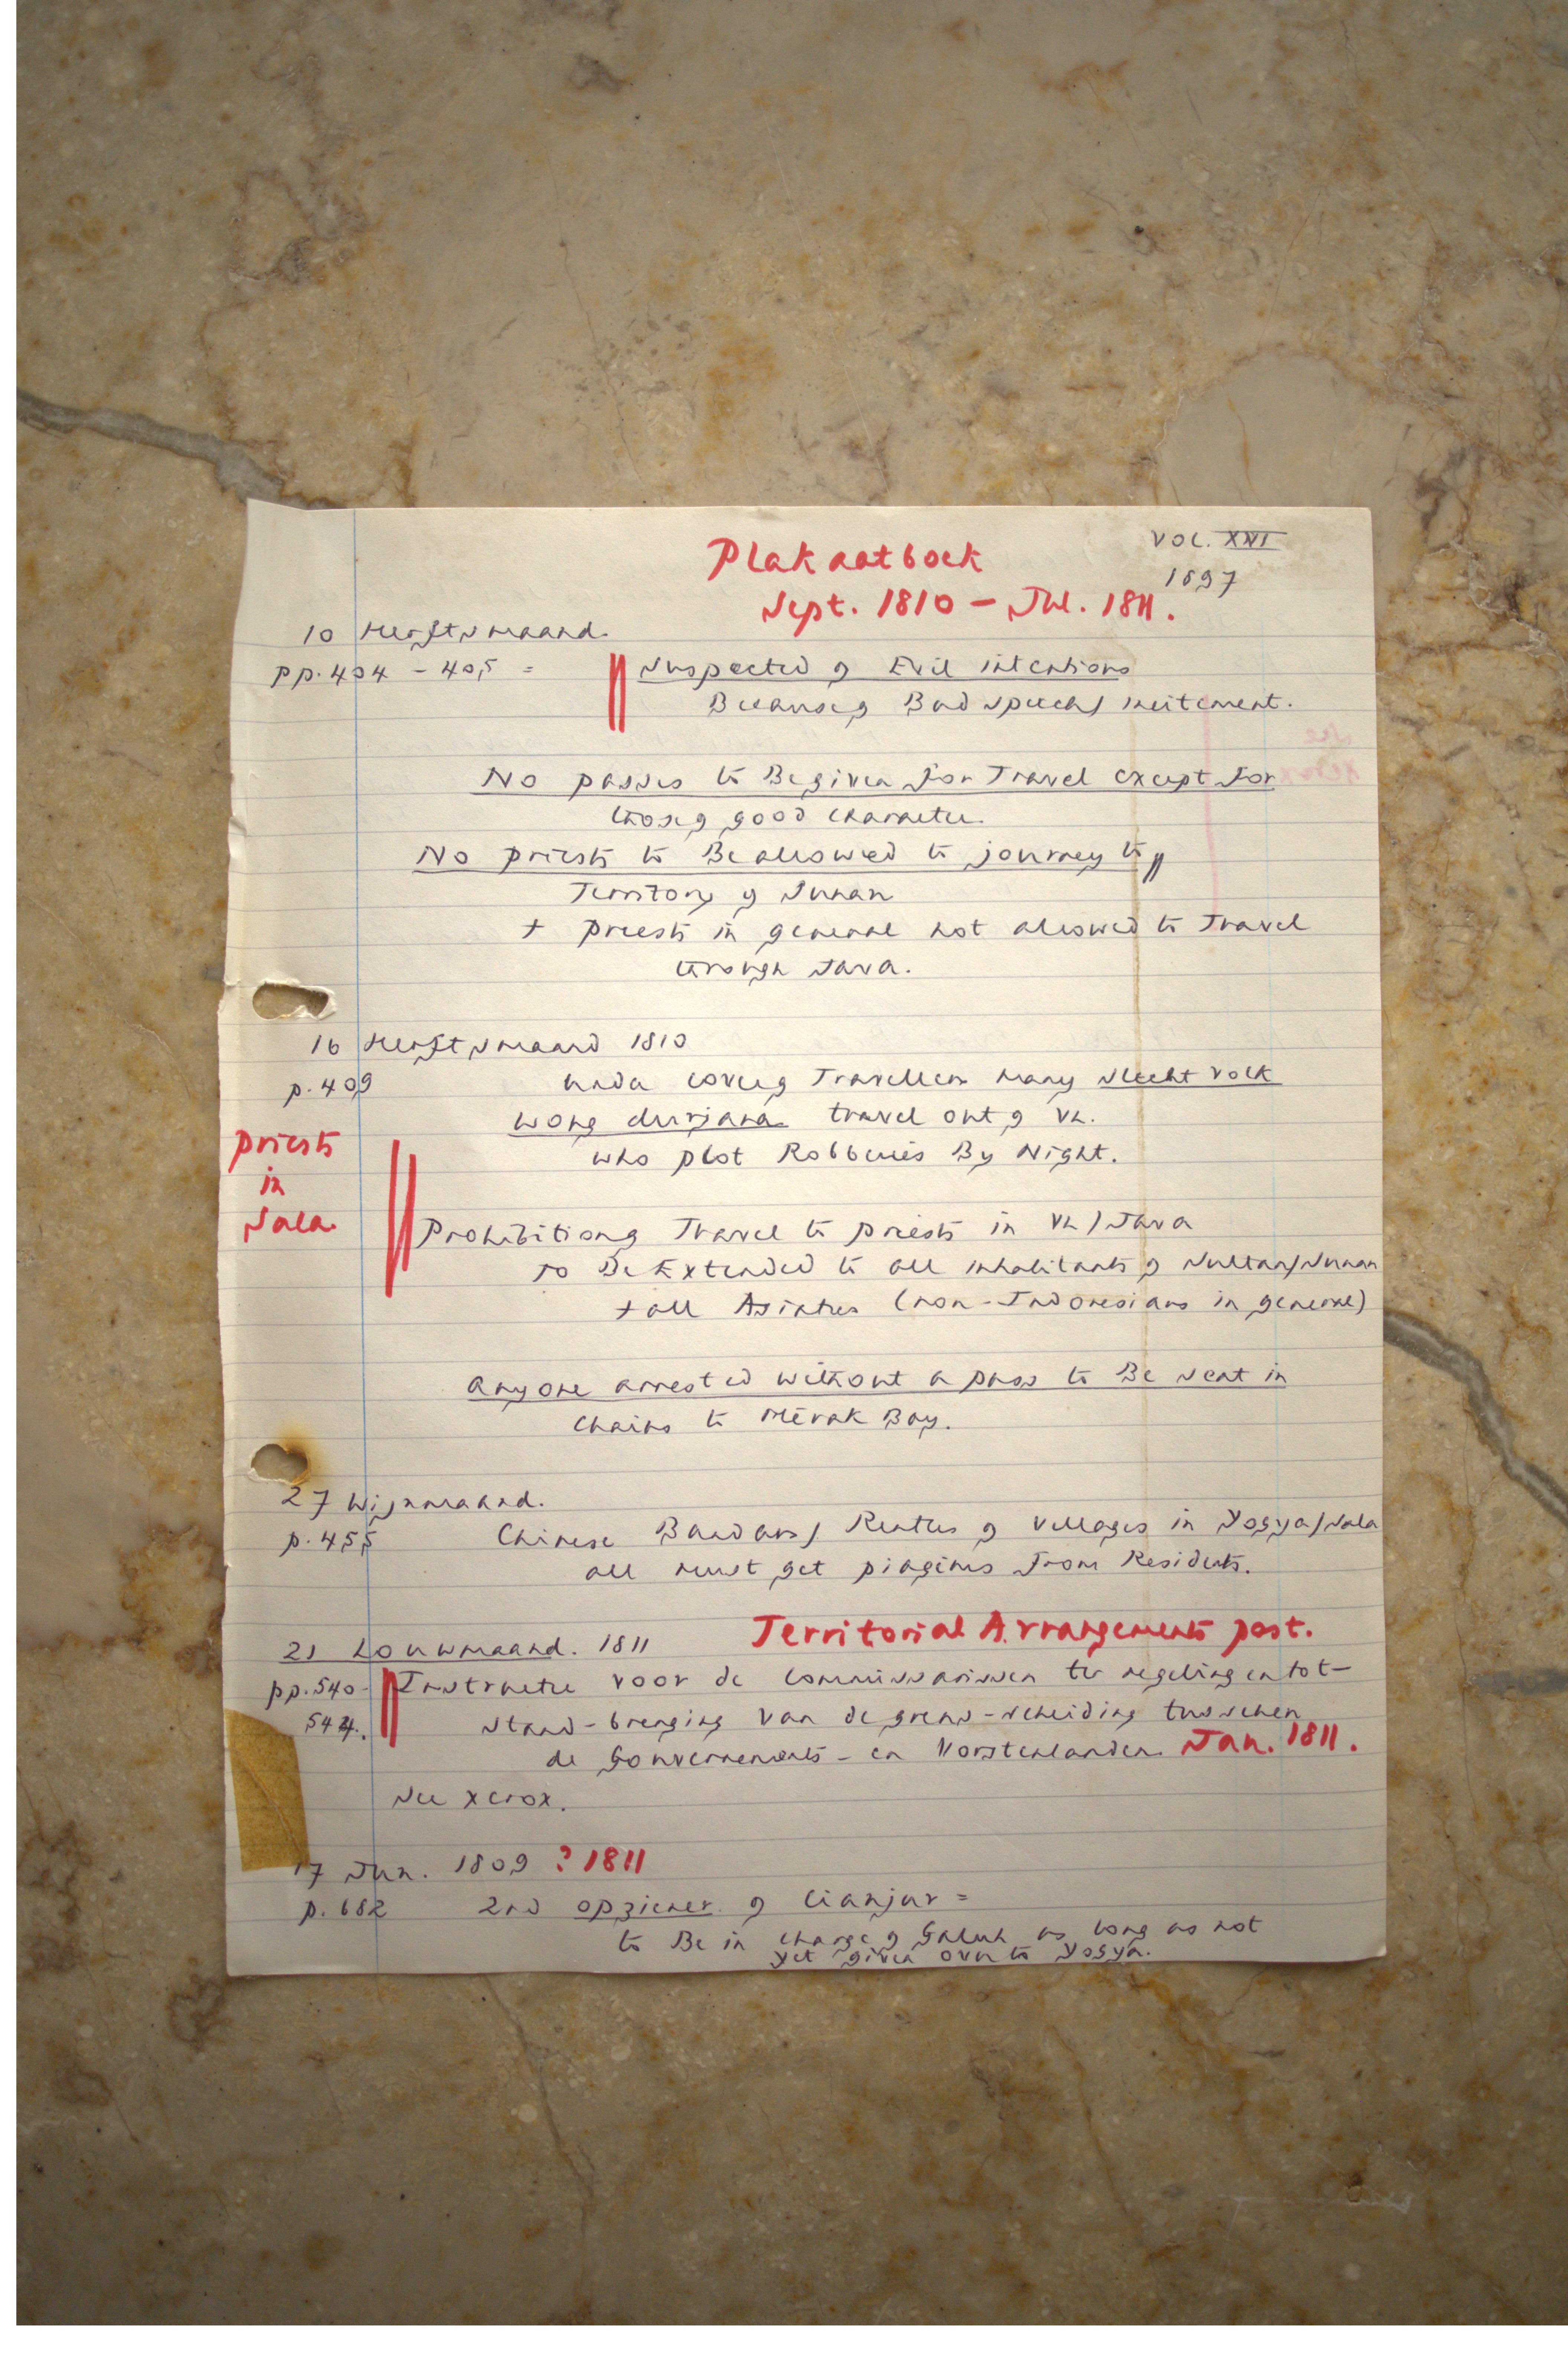 Plakaatboek
VOL. XVI
1897
Sept. 1810 - Jul. 1811.
10 Herfstmaand.
pp. 404 - 405 =
Suspected of Evil intentions
Because of Bad speech/incitement.
No passes to Be given for Travel except for
those of good character.
No priests to Be allowed to journey to
Territory of Sunan
+ priests in general not allowed to Travel
through Java.
16 Herfstmaand 1810
p. 409
under cover of Travellers many slecht volk
wong durjana travel out of VL.
who plot Robberies By Night.
priests
in
Sala.
Prohibition of Travel to priests in VL/Java
to Be Extended to all inhabitants of Sultan/Sunan
+ all Asiatics (non-Indonesians in general)
Anyone arrested without a pass to Be sent in
chains to Mĕrak Bay.
27 Wijnmaand.
p. 455
Chinese Bandars/Renters of villages in Yogya/Sala
all must get piagĕms from Residents.
21 Louwmaand. 1811
Territorial Arrangements past.
pp. 540-
544.
Instructie voor de commissarissen ter regeling en tot-
stand-brenging van de grens-scheiding tusschen
de Gouvernements- en Vorstenlanden. Jan. 1811.
See xerox.
17 Jun. 1809 ? 1811
p. 682
2nd opziener of Cianjur =
to Be in charge of Galuh as long as not
yet given over to Yogya.